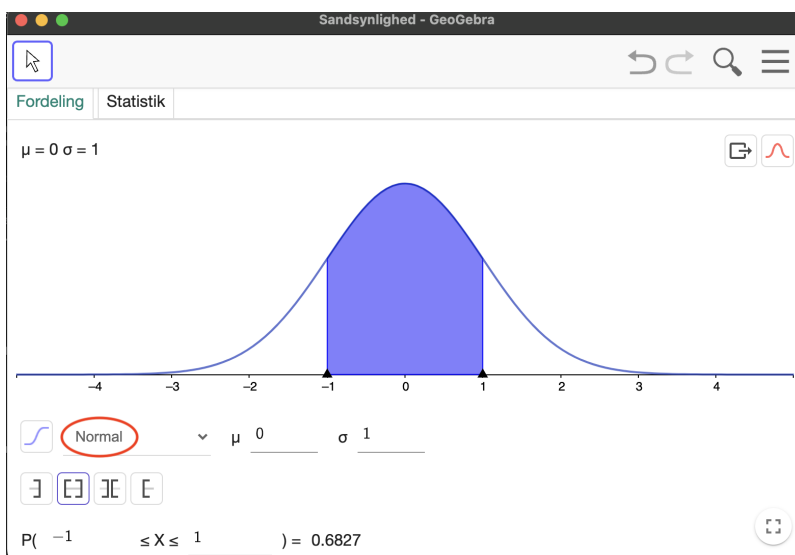 Sandsynlighed - GeoGebra
Fordeling Statistik
μ = 0 σ = 1
−4 −3 −2 −1 0 1 2 3 4
Normal μ 0 σ 1
P( −1 ≤ X ≤ 1 ) = 0.6827